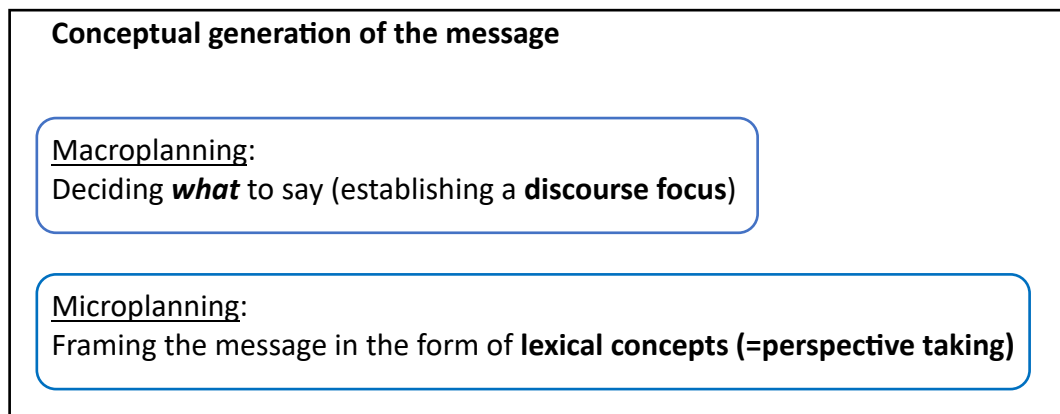 Conceptual generation of the message
Macroplanning:
Deciding what to say (establishing a discourse focus)
Microplanning:
Framing the message in the form of lexical concepts (=perspective taking)